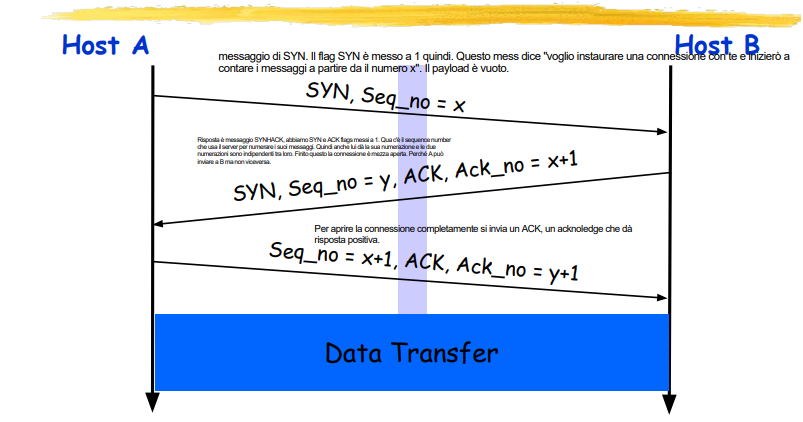 Host A
Host B
messaggio di SYN. Il flag SYN è messo a 1 quindi. Questo mess dice "voglio instaurare una connessione con te e inizierò a
contare i messaggi a partire da il numero x". Il payload è vuoto.
SYN, Seq_no = x
Risposta è messaggio SYNHACK, abbiamo SYN e ACK flags messi a 1. Qua c'è il sequence number
che usa il server per numerare i suoi messaggi. Quindi anche lui dà la sua numerazione e le due
numerazioni sono indipendenti tra loro. Finito questo la connessione è mezza aperta. Perché A può
inviare a B ma non viceversa.
SYN, Seq_no = y, ACK, Ack_no = x+1
Per aprire la connessione completamente si invia un ACK, un acknoledge che dà
risposta positiva.
Seq_no = x+1, ACK, Ack_no = y+1
Data Transfer